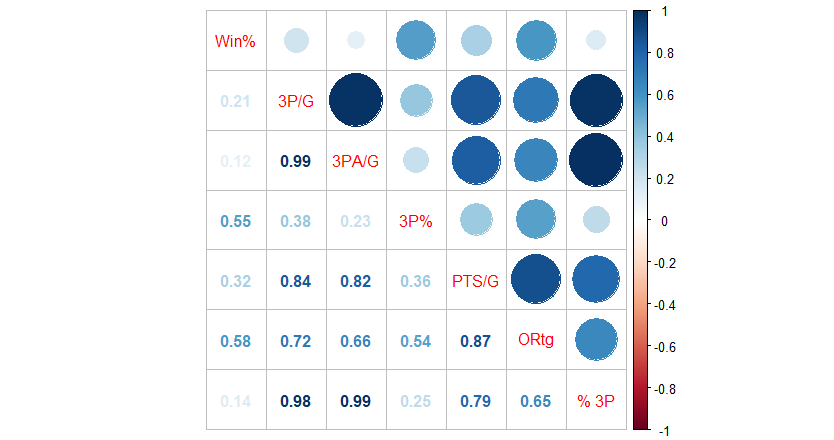 Win%
0.21 3P/G
0.12 0.99 3PA/G
0.55 0.38 0.23 3P%
0.32 0.84 0.82 0.36 PTS/G
0.58 0.72 0.66 0.54 0.87 ORtg
0.14 0.98 0.99 0.25 0.79 0.65 % 3P
1
0.8
0.6
0.4
0.2
0
-0.2
-0.4
-0.6
-0.8
-1